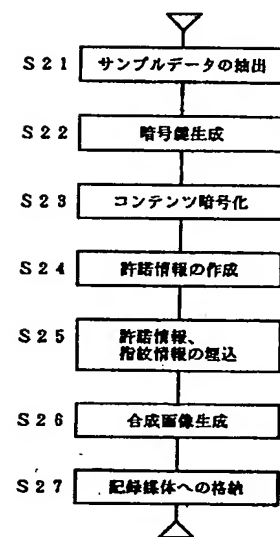 S21 サンプルデータの抽出
S22 暗号鍵生成
S23 コンテンツ暗号化
S24 許諾情報の作成
S25 許諾情報、
指紋情報の埋込
S26 合成画像生成
S27 記録媒体への格納